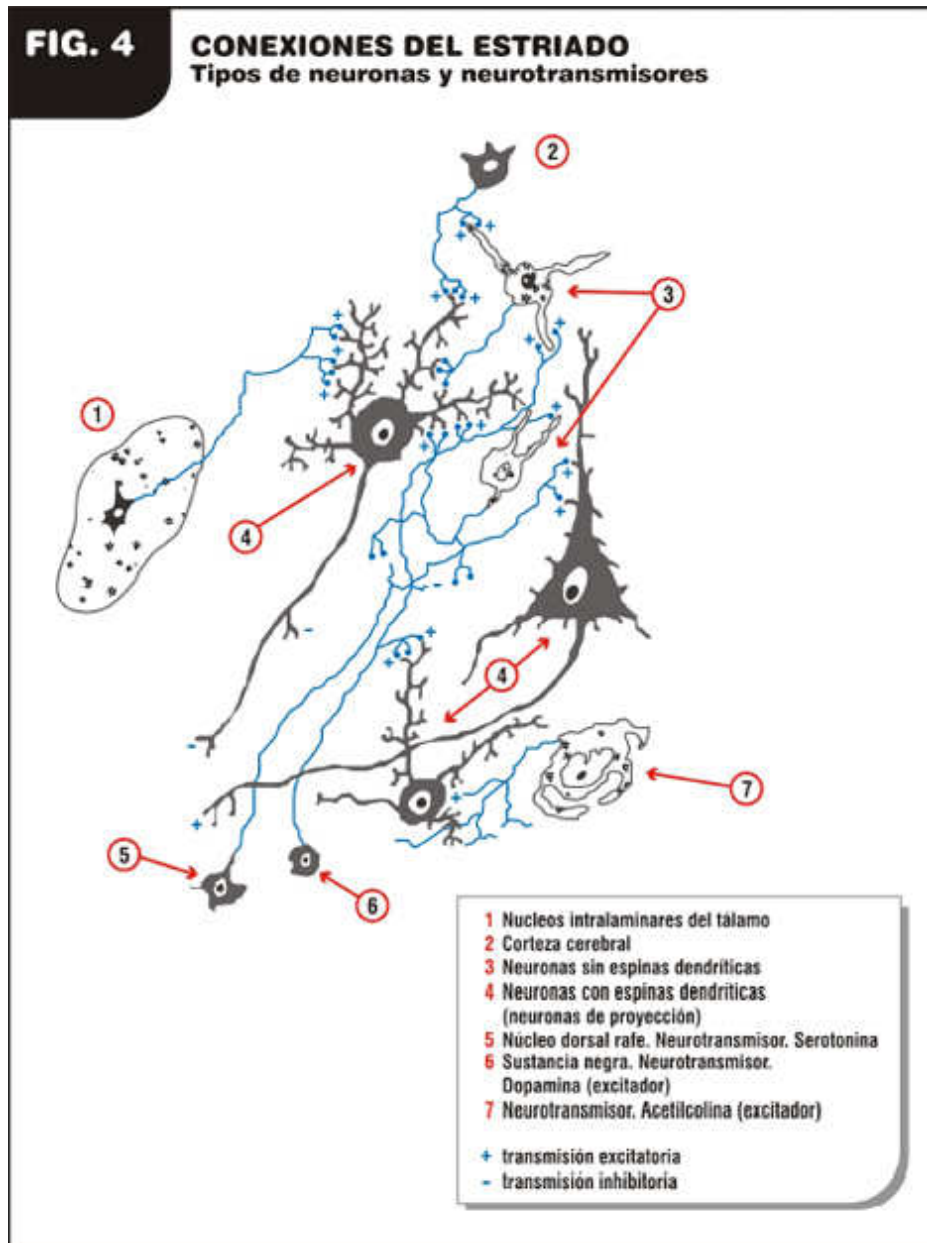 FIG. 4
CONEXIONES DEL ESTRIADO
Tipos de neuronas y neurotransmisores
2
3
1
4
4
7
5
6
1 Nucleos intralaminares del tálamo
2 Corteza cerebral
3 Neuronas sin espinas dendríticas
4 Neuronas con espinas dendríticas
(neuronas de proyección)
5 Núcleo dorsal rafe. Neurotransmisor. Serotonina
6 Sustancia negra. Neurotransmisor.
Dopamina (excitador)
7 Neurotransmisor. Acetilcolina (excitador)
+ transmisión excitatoria
- transmisión inhibitoria